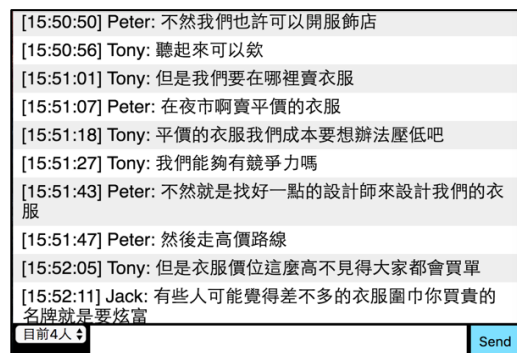 [15:50:50] Peter: 不然我們也許可以開服飾店
[15:50:56] Tony: 聽起來可以欸
[15:51:01] Tony: 但是我們要在哪裡賣衣服
[15:51:07] Peter: 在夜市啊賣平價的衣服
[15:51:18] Tony: 平價的衣服我們成本要想辦法壓低吧
[15:51:27] Tony: 我們能夠有競爭力嗎
[15:51:43] Peter: 不然就是找好一點的設計師來設計我們的衣
服
[15:51:47] Peter: 然後走高價路線
[15:52:05] Tony: 但是衣服價位這麼高不見得大家都會買單
[15:52:11] Jack: 有些人可能覺得差不多的衣服圍巾你買貴的
名牌就是要炫富
目前4人
Send